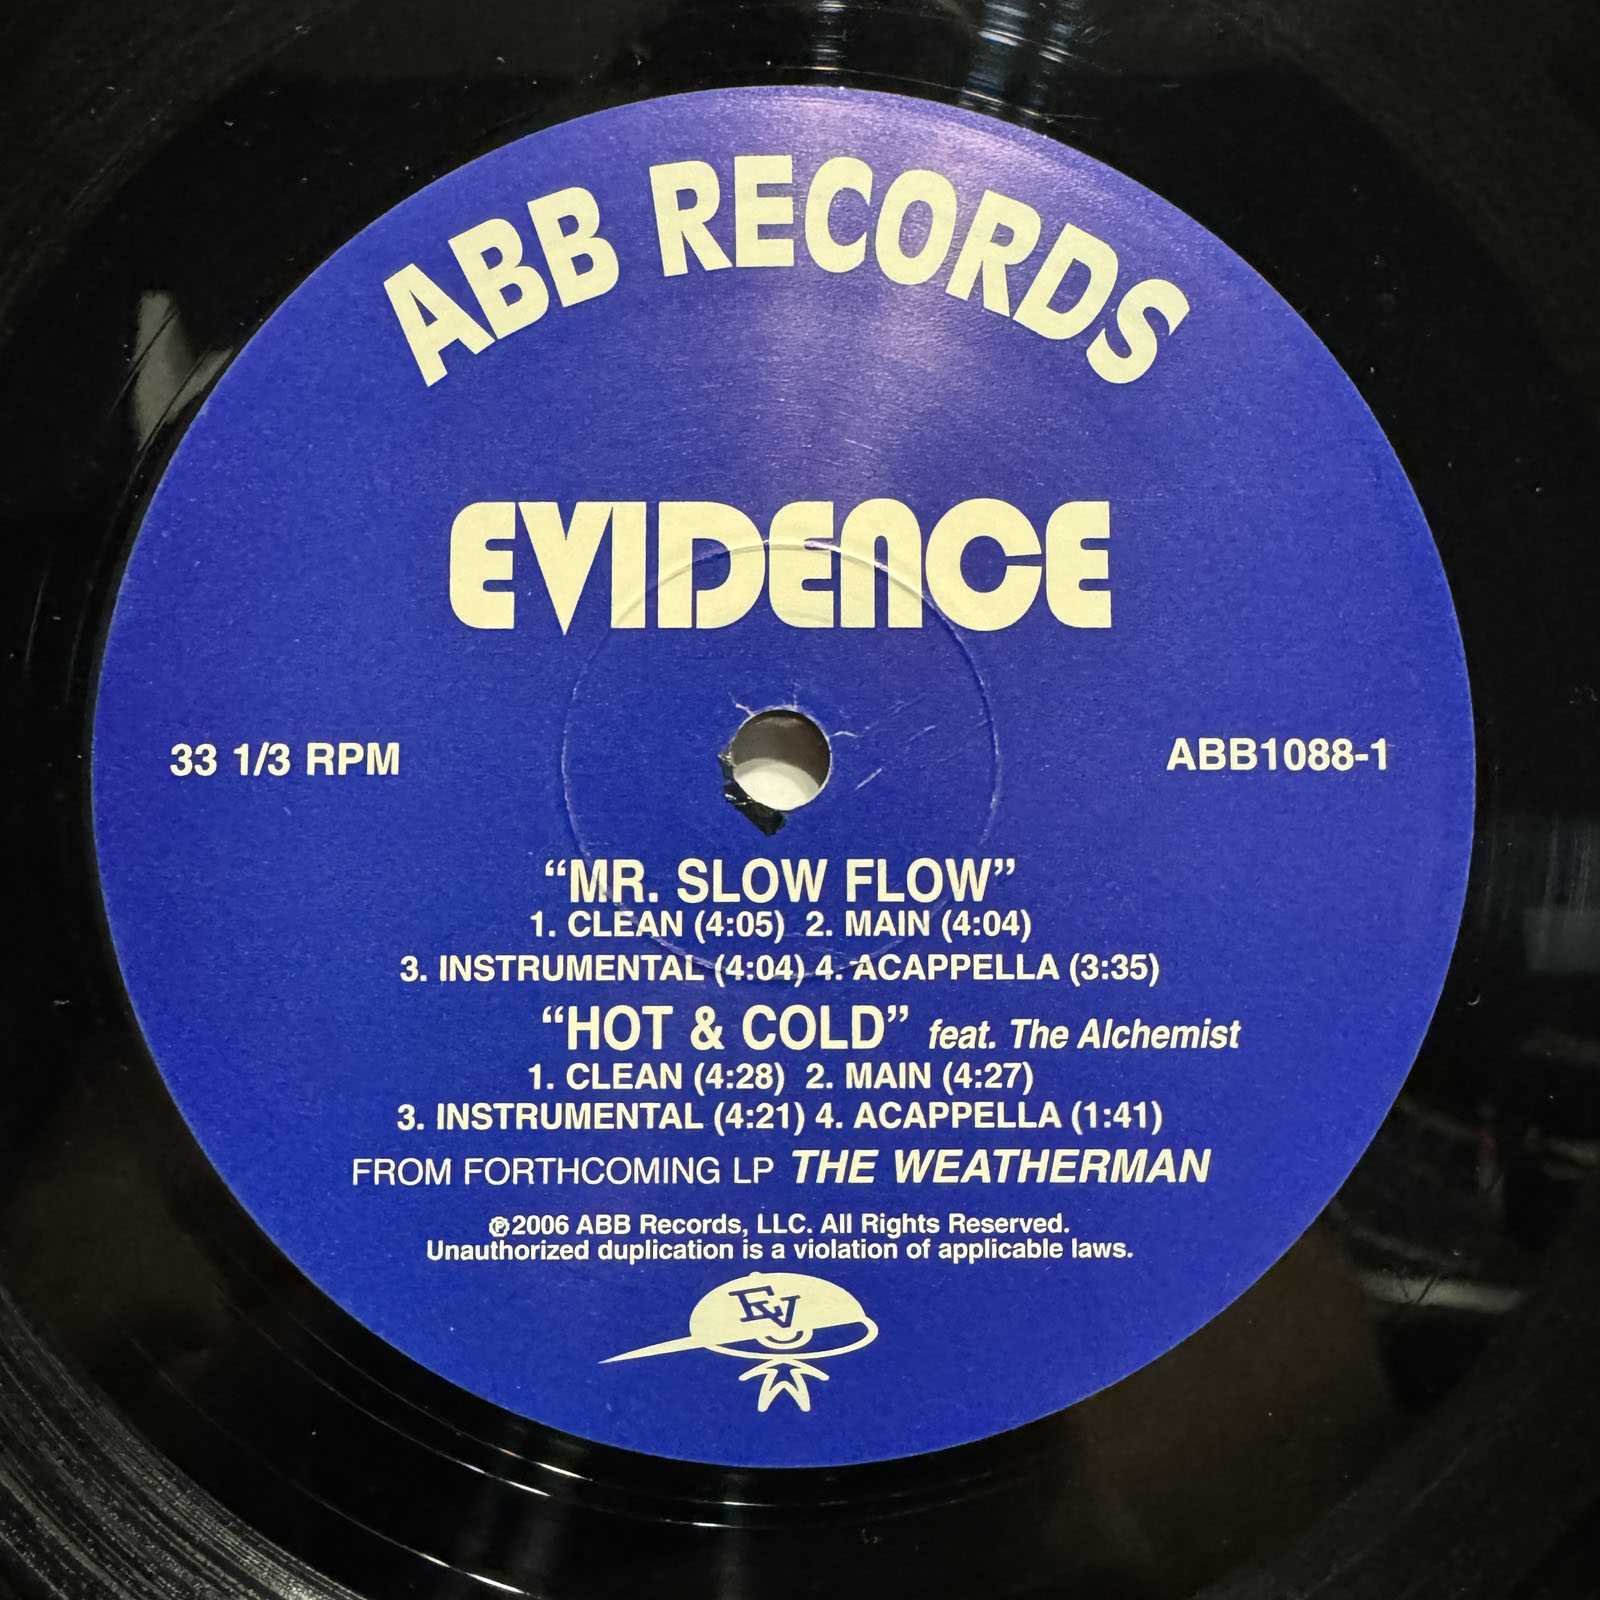 ABB RECORDS
EVIDENCE
33 1/3 RPM
ABB1088-1
“MR. SLOW FLOW”
1. CLEAN (4:05) 2. MAIN (4:04)
3. INSTRUMENTAL (4:04) 4. ACAPPELLA (3:35)
“HOT & COLD” feat. The Alchemist
1. CLEAN (4:28) 2. MAIN (4:27)
3. INSTRUMENTAL (4:21) 4. ACAPPELLA (1:41)
FROM FORTHCOMING LP THE WEATHERMAN
℗2006 ABB Records, LLC. All Rights Reserved.
Unauthorized duplication is a violation of applicable laws.
EV